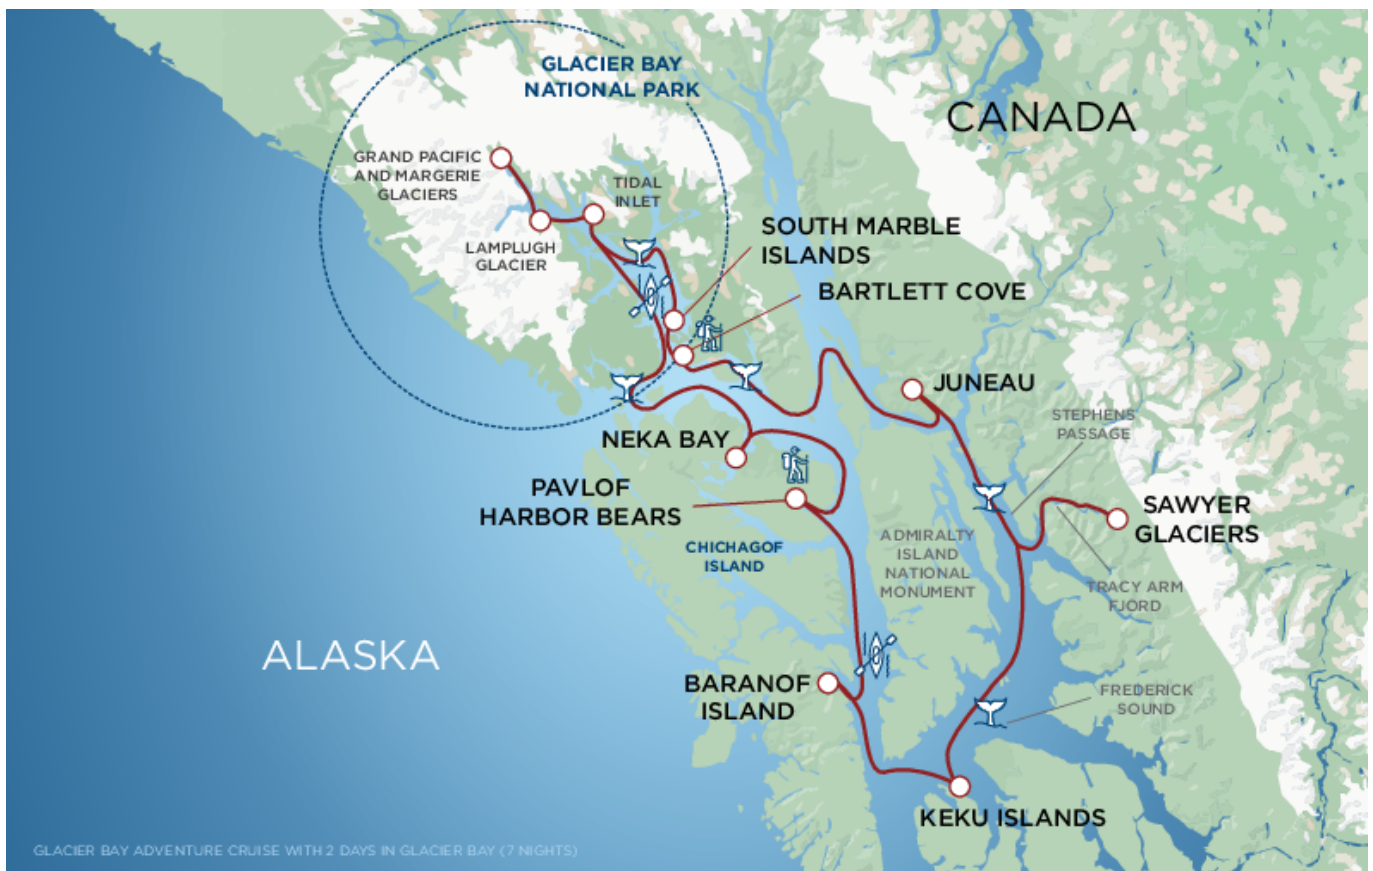 GLACIER BAY
NATIONAL PARK
CANADA
GRAND PACIFIC
AND MARGERIE
GLACIERS
TIDAL
INLET
LAMPLUGH
GLACIER
SOUTH MARBLE
ISLANDS
BARTLETT COVE
JUNEAU
STEPHENS
PASSAGE
NEKA BAY
PAVLOF
HARBOR BEARS
SAWYER
GLACIERS
CHICHAGOF
ISLAND
ADMIRALTY
ISLAND
NATIONAL
MONUMENT
TRACY ARM
FJORD
ALASKA
BARANOF
ISLAND
FREDERICK
SOUND
KEKU ISLANDS
GLACIER BAY ADVENTURE CRUISE WITH 2 DAYS IN GLACIER BAY (7 NIGHTS)